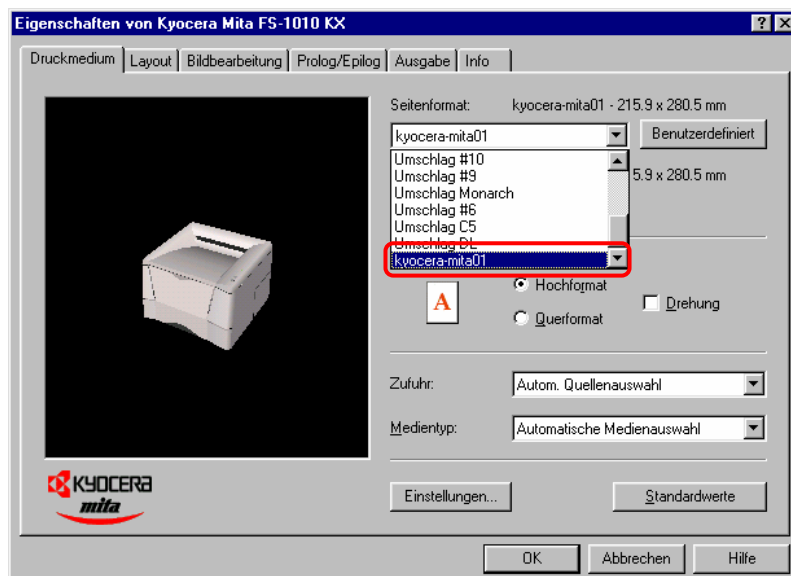 Eigenschaften von Kyocera Mita FS-1010 KX
Druckmedium Layout Bildbearbeitung Prolog/Epilog Ausgabe Info
Seitenformat: kyocera-mita01 - 215.9 x 280.5 mm
kyocera-mita01 Benutzerdefiniert
Umschlag #10
Umschlag #9 5.9 x 280.5 mm
Umschlag Monarch
Umschlag #6
Umschlag C5
Umschlag DL
kyocera-mita01
A Hochformat
Drehung
Querformat
Zufuhr: Autom. Quellenauswahl
Medientyp: Automatische Medienauswahl
KYOCERA
mita
Einstellungen... Standardwerte
OK Abbrechen Hilfe